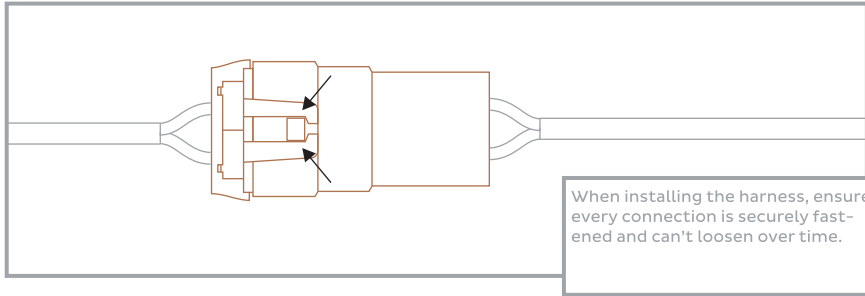 When installing the harness, ensure
every connection is securely fast-
ened and can't loosen over time.